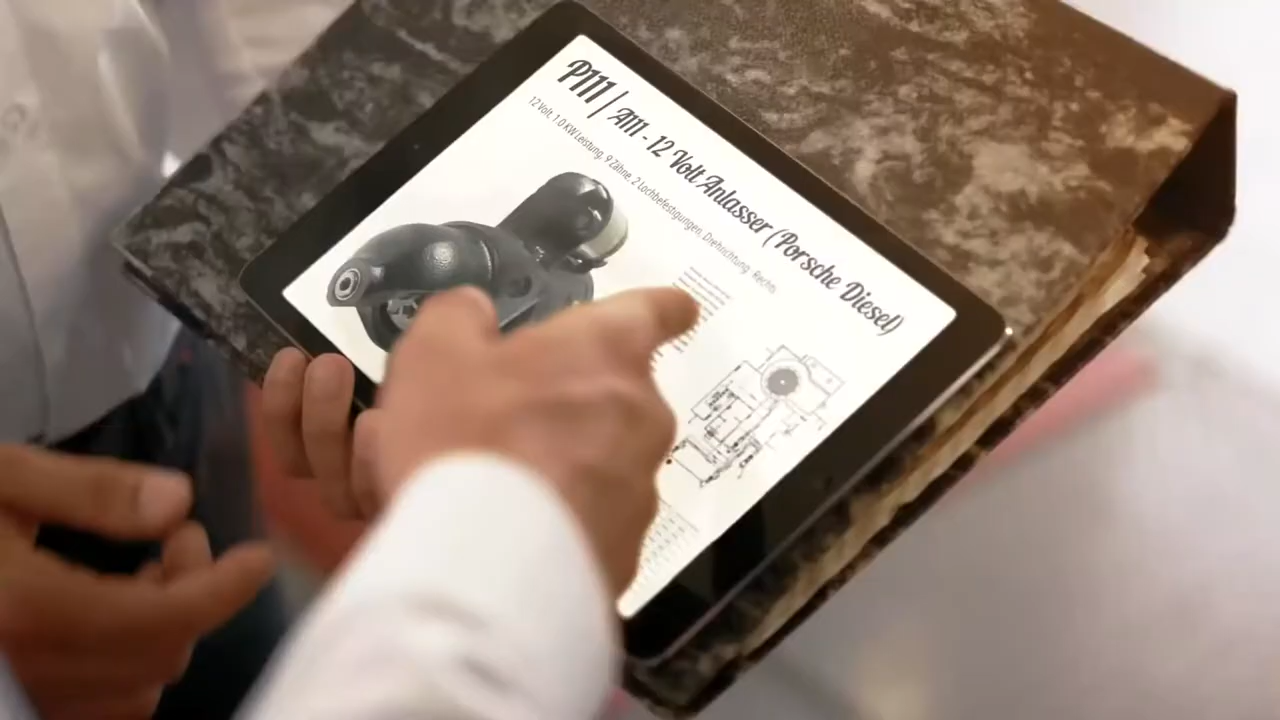 P111 | A111 - 12 Volt Anlasser (Porsche Diesel)
12 Volt, 1.0 KW Leistung, 9 Zähne, 2 Lochbefestigungen, Drehrichtung: Rechts